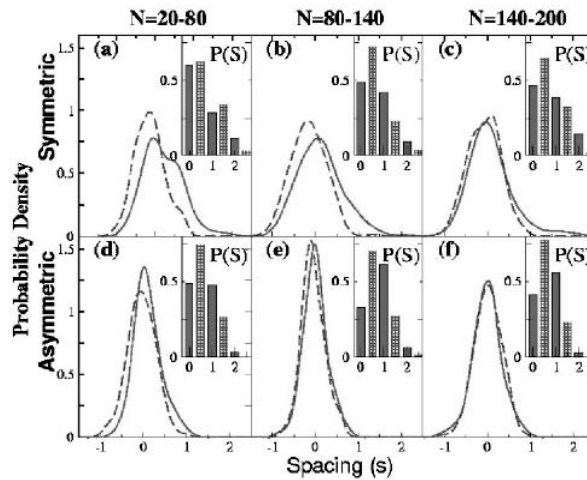 N=20-80 N=80-140 N=140-200
Probability Density
Symmetric
1.5
1
0.5
0
(a) P(S)
0.5
0
0 1 2
(b) P(S)
0.5
0
0 1 2
(c) P(S)
0.5
0
0 1 2
Asymmetric
1.5
1
0.5
0
(d) P(S)
0.5
0
0 1 2
(e) P(S)
0.5
0
0 1 2
(f) P(S)
0.5
0
0 1 2
-1 0 1 2 -1 0 1 2 -1 0 1 2
Spacing (s)